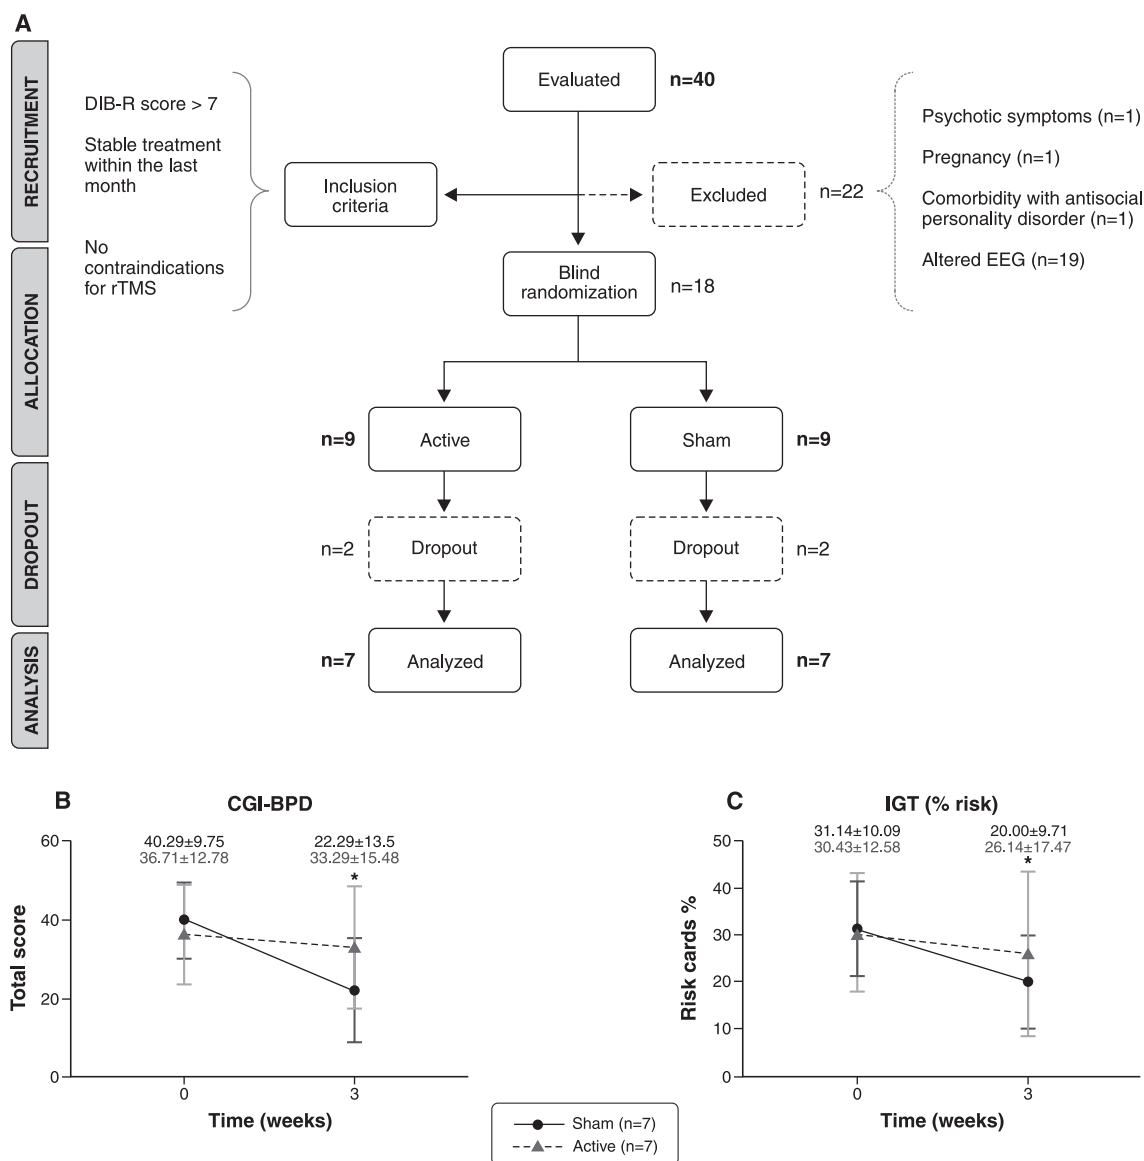 A
RECRUITMENT
ALLOCATION
DROPOUT
ANALYSIS
Evaluated
n=40
DIB-R score > 7
Stable treatment
within the last
month
No
contraindications
for rTMS
Inclusion
criteria
Excluded
n=22
Psychotic symptoms (n=1)
Pregnancy (n=1)
Comorbidity with antisocial
personality disorder (n=1)
Altered EEG (n=19)
Blind
randomization
n=18
n=9
Active
Sham
n=9
n=2
Dropout
Dropout
n=2
n=7
Analyzed
Analyzed
n=7
B
CGI-BPD
40.29±9.75
36.71±12.78
22.29±13.5
33.29±15.48
*
Total score
60
40
20
0
0
3
Time (weeks)
C
IGT (% risk)
31.14±10.09
30.43±12.58
20.00±9.71
26.14±17.47
*
Risk cards %
50
40
30
20
10
0
0
3
Time (weeks)
Sham (n=7)
Active (n=7)